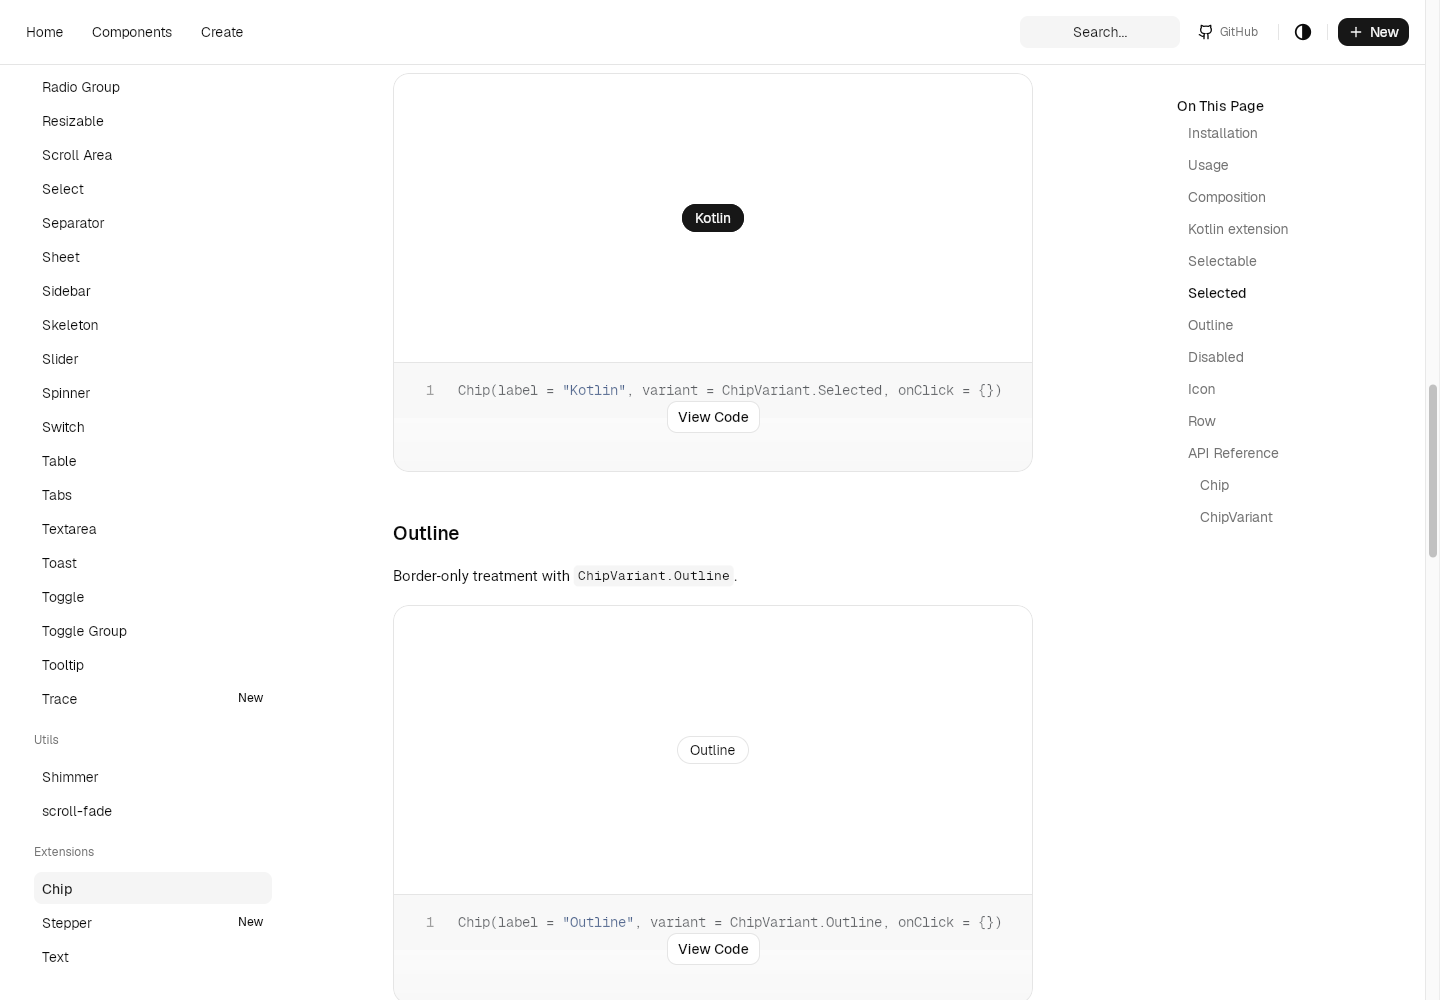 Home
Components
Create
Search...
GitHub
New
Radio Group
Resizable
Scroll Area
Select
Separator
Sheet
Sidebar
Skeleton
Slider
Spinner
Switch
Table
Tabs
Textarea
Toast
Toggle
Toggle Group
Tooltip
Trace New
Utils
Shimmer
scroll-fade
Extensions
Chip
Stepper New
Text
Kotlin
1 Chip(label = "Kotlin", variant = ChipVariant.Selected, onClick = {})
View Code
Outline
Border-only treatment with ChipVariant.Outline.
Outline
1 Chip(label = "Outline", variant = ChipVariant.Outline, onClick = {})
View Code
On This Page
Installation
Usage
Composition
Kotlin extension
Selectable
Selected
Outline
Disabled
Icon
Row
API Reference
Chip
ChipVariant